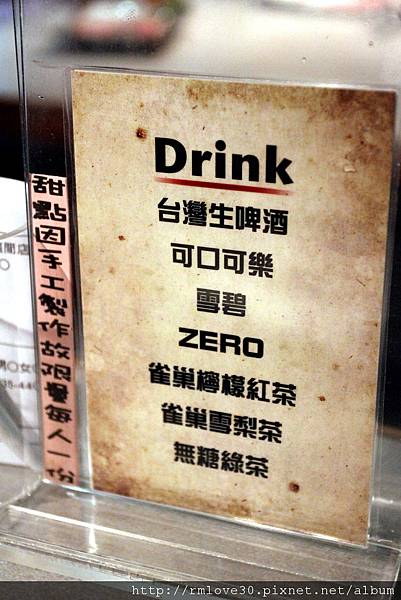 Drink
台灣生啤酒
可口可樂
雪碧
ZERO
雀巢檸檬紅茶
雀巢雪梨茶
無糖綠茶
甜點因手工製作故限量每人一份
http://rmlove30.pixnet.net/album